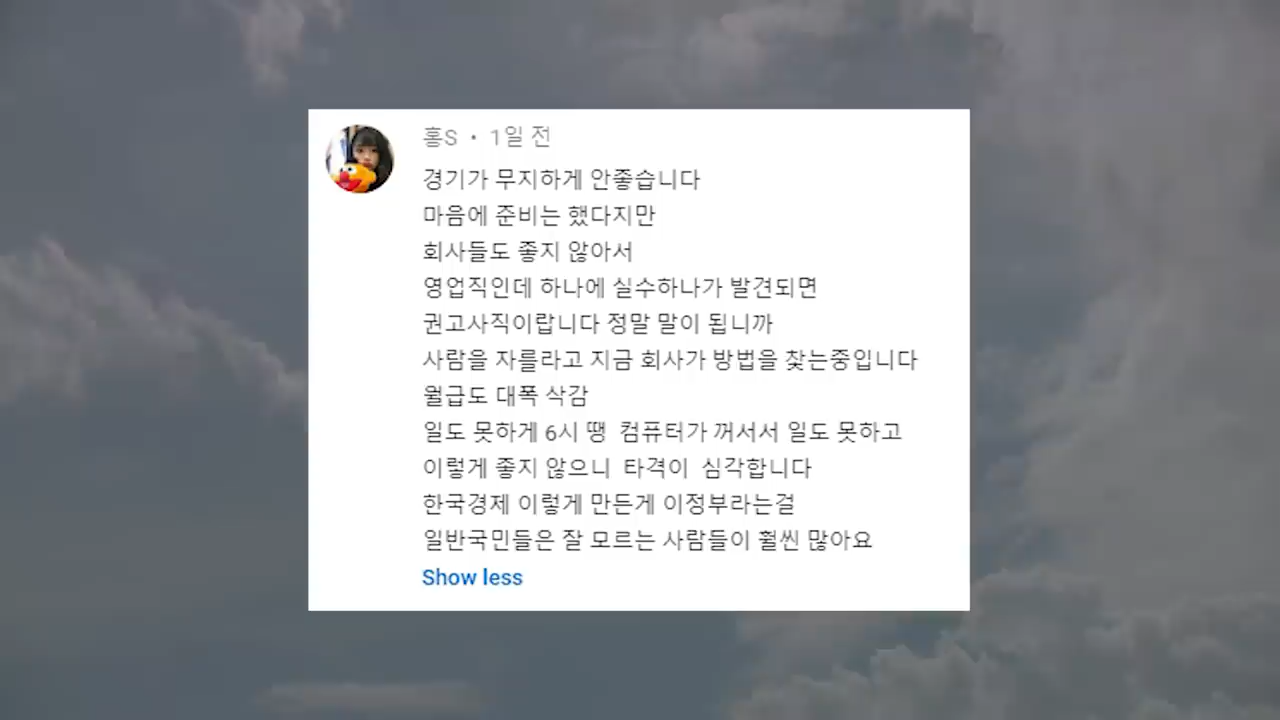 홍S • 1일 전
경기가 무지하게 안좋습니다
마음에 준비는 했다지만
회사들도 좋지 않아서
영업직인데 하나에 실수하나가 발견되면
권고사직이랍니다 정말 말이 됩니까
사람을 자를라고 지금 회사가 방법을 찾는중입니다
월급도 대폭 삭감
일도 못하게 6시 땡 컴퓨터가 꺼서서 일도 못하고
이렇게 좋지 않으니 타격이 심각합니다
한국경제 이렇게 만든게 이정부라는걸
일반국민들은 잘 모르는 사람들이 훨씬 많아요
Show less